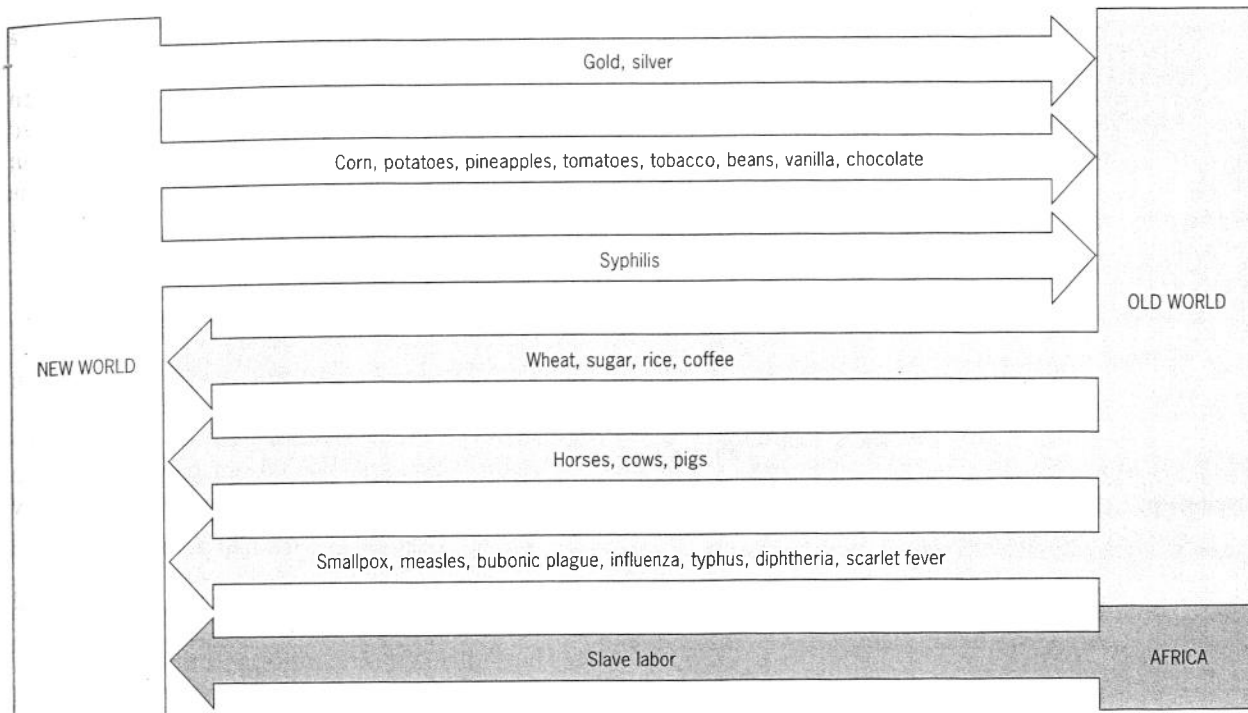 Gold, silver
Corn, potatoes, pineapples, tomatoes, tobacco, beans, vanilla, chocolate
Syphilis
OLD WORLD
NEW WORLD
Wheat, sugar, rice, coffee
Horses, cows, pigs
Smallpox, measles, bubonic plague, influenza, typhus, diphtheria, scarlet fever
Slave labor
AFRICA